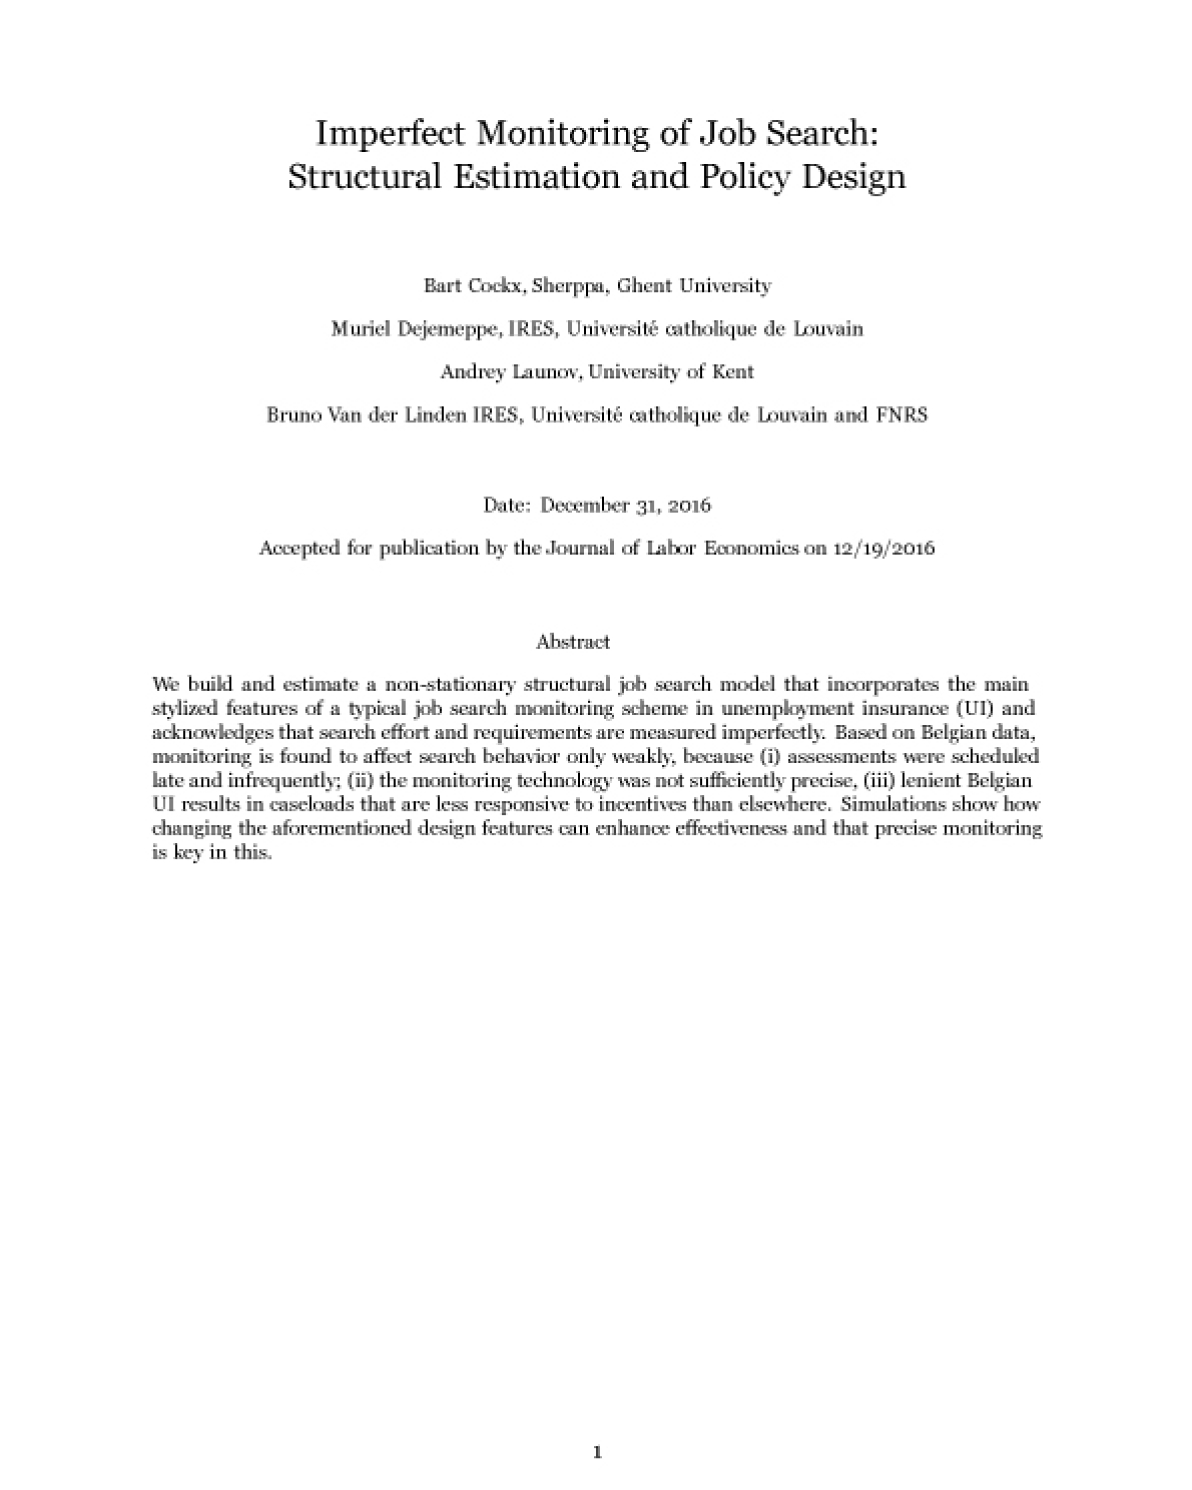 Imperfect Monitoring of Job Search:
Structural Estimation and Policy Design
Bart Cockx, Sherppa, Ghent University
Muriel Dejemeppe, IRES, Université catholique de Louvain
Andrey Launov, University of Kent
Bruno Van der Linden IRES, Université catholique de Louvain and FNRS
Date: December 31, 2016
Accepted for publication by the Journal of Labor Economics on 12/19/2016
Abstract
We build and estimate a non-stationary structural job search model that incorporates the main
stylized features of a typical job search monitoring scheme in unemployment insurance (UI) and
acknowledges that search effort and requirements are measured imperfectly. Based on Belgian data,
monitoring is found to affect search behavior only weakly, because (i) assessments were scheduled
late and infrequently; (ii) the monitoring technology was not sufficiently precise, (iii) lenient Belgian
UI results in caseloads that are less responsive to incentives than elsewhere. Simulations show how
changing the aforementioned design features can enhance effectiveness and that precise monitoring
is key in this.
1